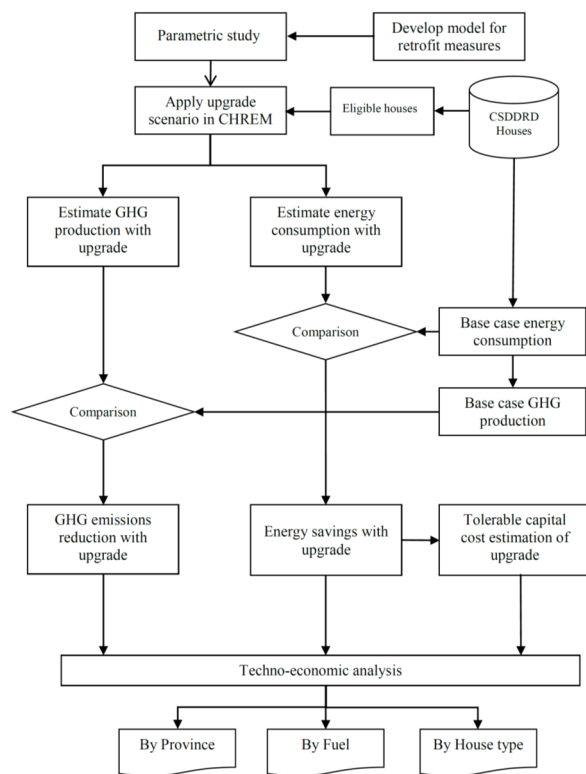 Parametric study
Develop model for
retrofit measures
Apply upgrade
scenario in CHREM
Eligible houses
CSDDRD
Houses
Estimate GHG
production with
upgrade
Estimate energy
consumption with
upgrade
Comparison
Base case energy
consumption
Comparison
Base case GHG
production
GHG emissions
reduction with
upgrade
Energy savings with
upgrade
Tolerable capital
cost estimation of
upgrade
Techno-economic analysis
By Province
By Fuel
By House type